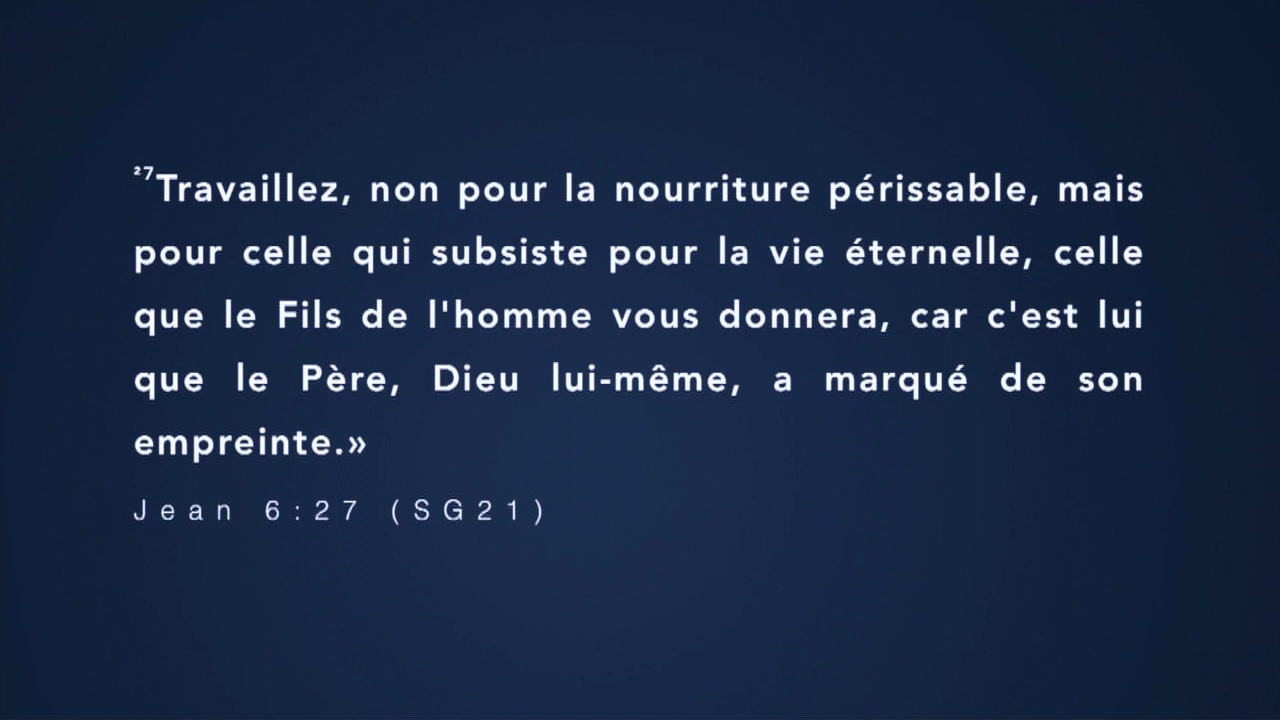 ²⁷Travaillez, non pour la nourriture périssable, mais
pour celle qui subsiste pour la vie éternelle, celle
que le Fils de l'homme vous donnera, car c'est lui
que le Père, Dieu lui-même, a marqué de son
empreinte.»
Jean 6:27 (SG21)